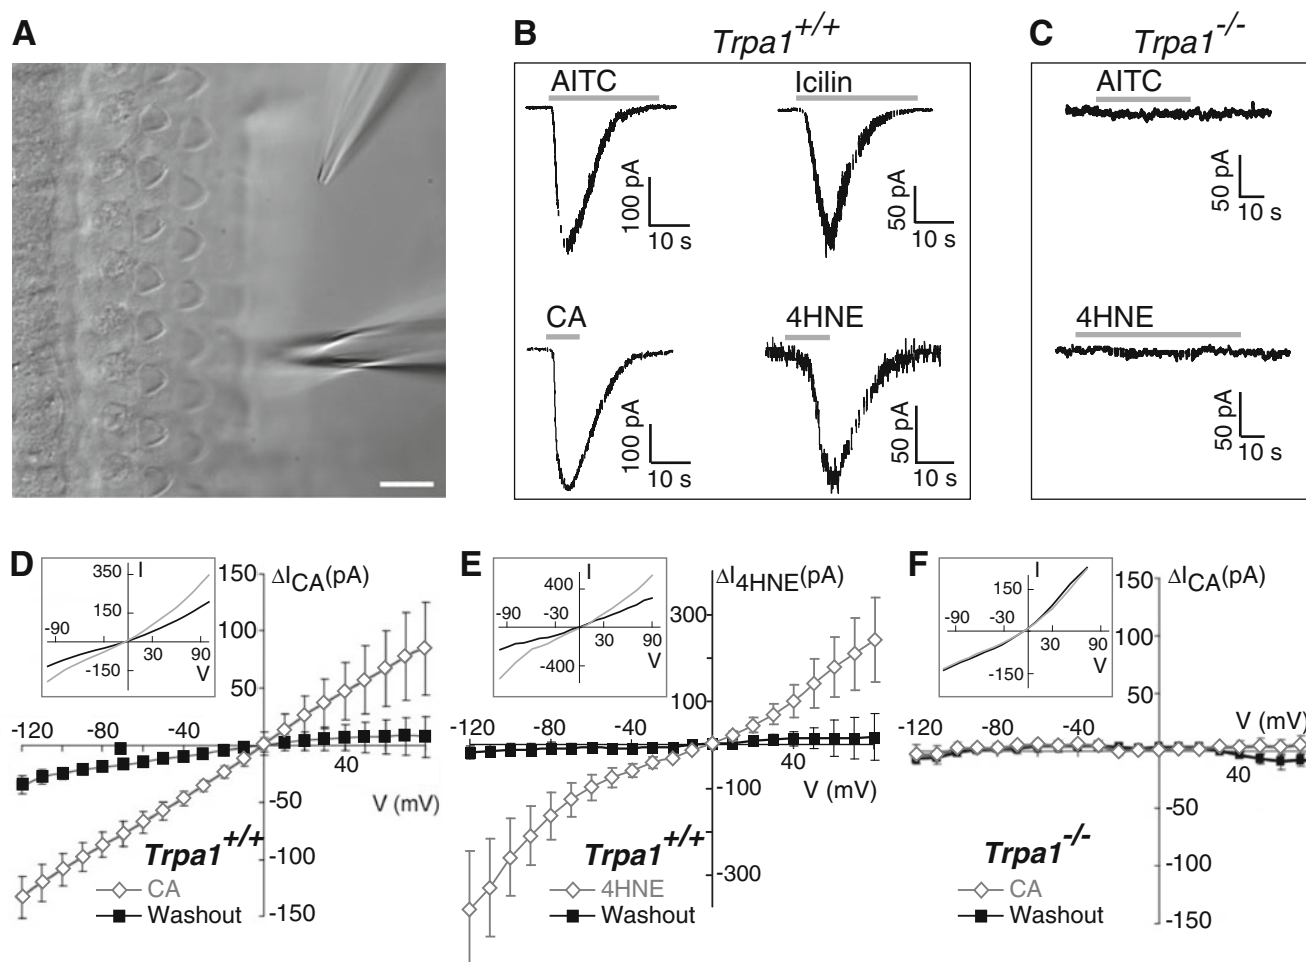 A
B
Trpa1+/+
C
Trpa1-/-
AITC
100 pA
10 s
Icilin
50 pA
10 s
AITC
50 pA
10 s
CA
100 pA
10 s
4HNE
50 pA
10 s
4HNE
50 pA
10 s
D
350
I
150
-90
30
90
-150
V
150
ΔICA(pA)
100
50
-120
-40
40
V (mV)
-50
-100
-150
Trpa1+/+
CA
Washout
E
400
I
-90
-30
30
90
-400
V
ΔI4HNE(pA)
300
100
-120
-80
-40
40
V (mV)
-100
-300
Trpa1+/+
4HNE
Washout
F
I
150
-90
-30
30
90
-150
V
150
ΔICA(pA)
100
50
V (mV)
-120
-80
-40
40
-50
-100
-150
Trpa1-/-
CA
Washout